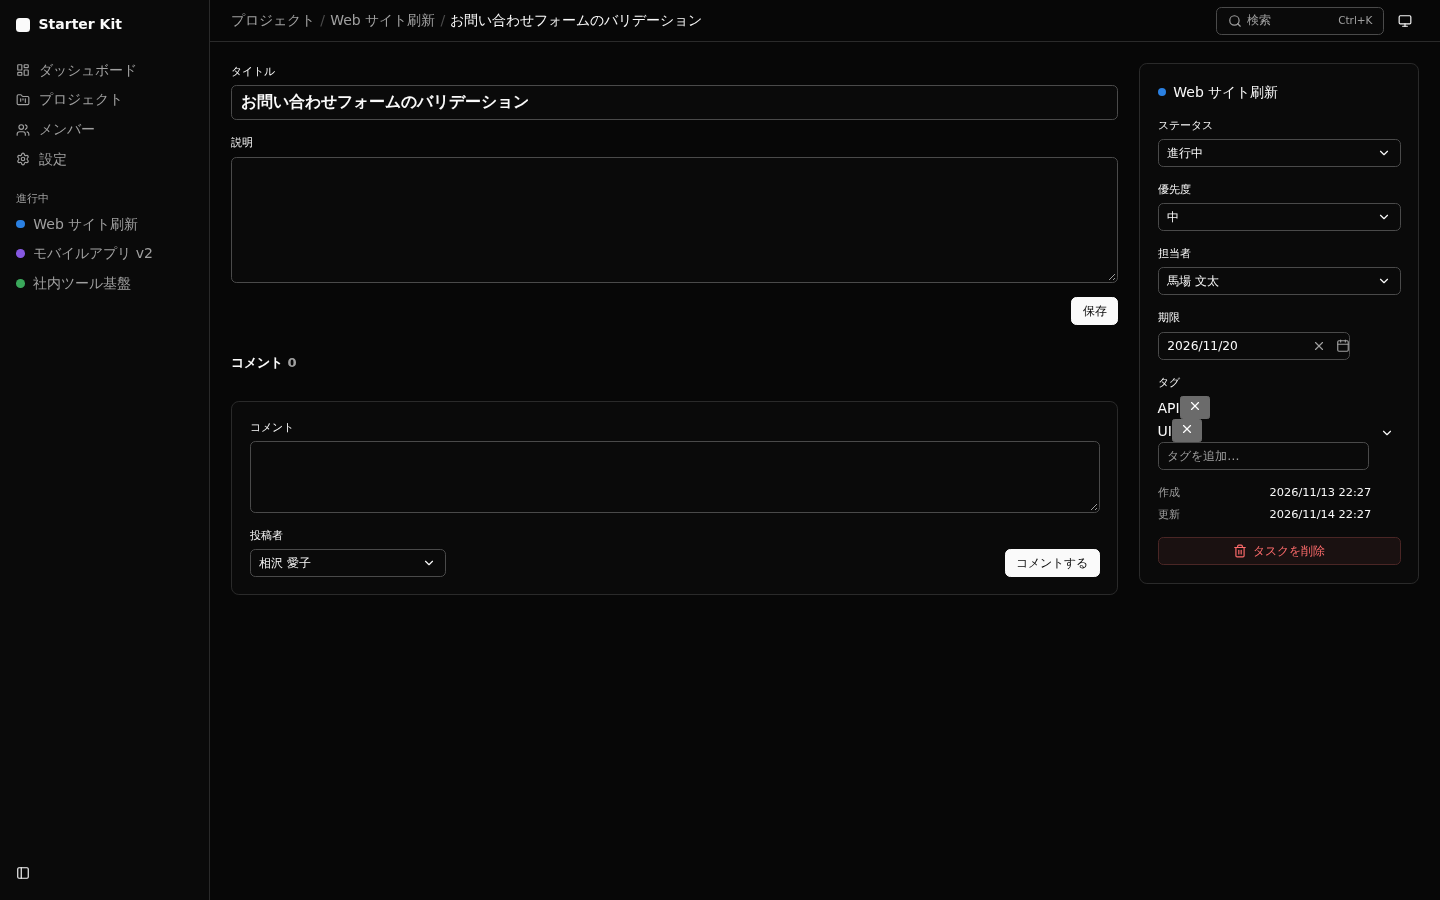 Starter Kit
ダッシュボード
プロジェクト
メンバー
設定
進行中
Web サイト刷新
モバイルアプリ v2
社内ツール基盤
プロジェクト / Web サイト刷新 / お問い合わせフォームのバリデーション
検索 Ctrl+K
タイトル
お問い合わせフォームのバリデーション
説明
保存
コメント 0
コメント
投稿者
相沢 愛子
コメントする
Web サイト刷新
ステータス
進行中
優先度
中
担当者
馬場 文太
期限
2026/11/20
タグ
API
UI
タグを追加…
作成 2026/11/13 22:27
更新 2026/11/14 22:27
タスクを削除